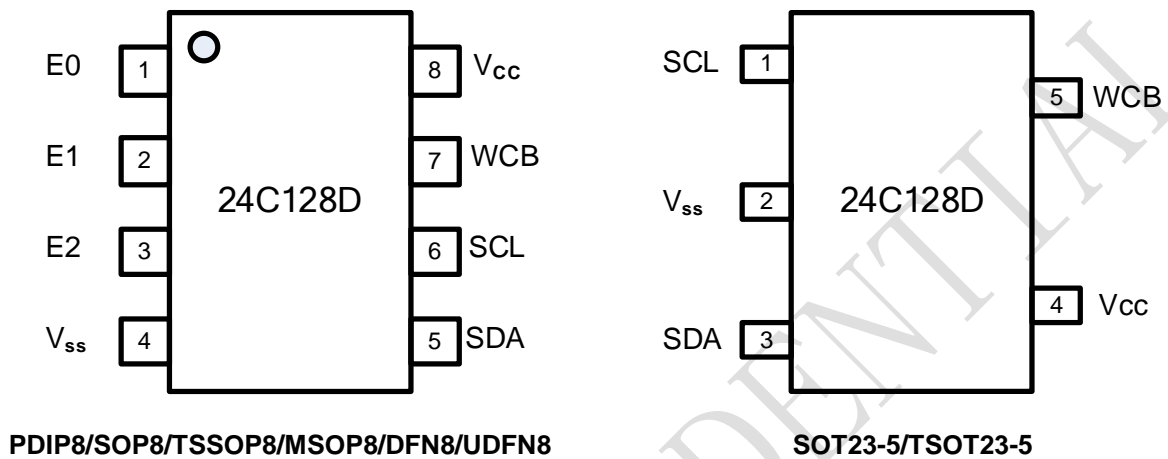 E0 1 8 Vcc
E1 2 7 WCB
24C128D
E2 3 6 SCL
Vss 4 5 SDA
PDIP8/SOP8/TSSOP8/MSOP8/DFN8/UDFN8
SCL 1
5 WCB
Vss 2 24C128D
4 Vcc
SDA 3
SOT23-5/TSOT23-5
DENTIAL